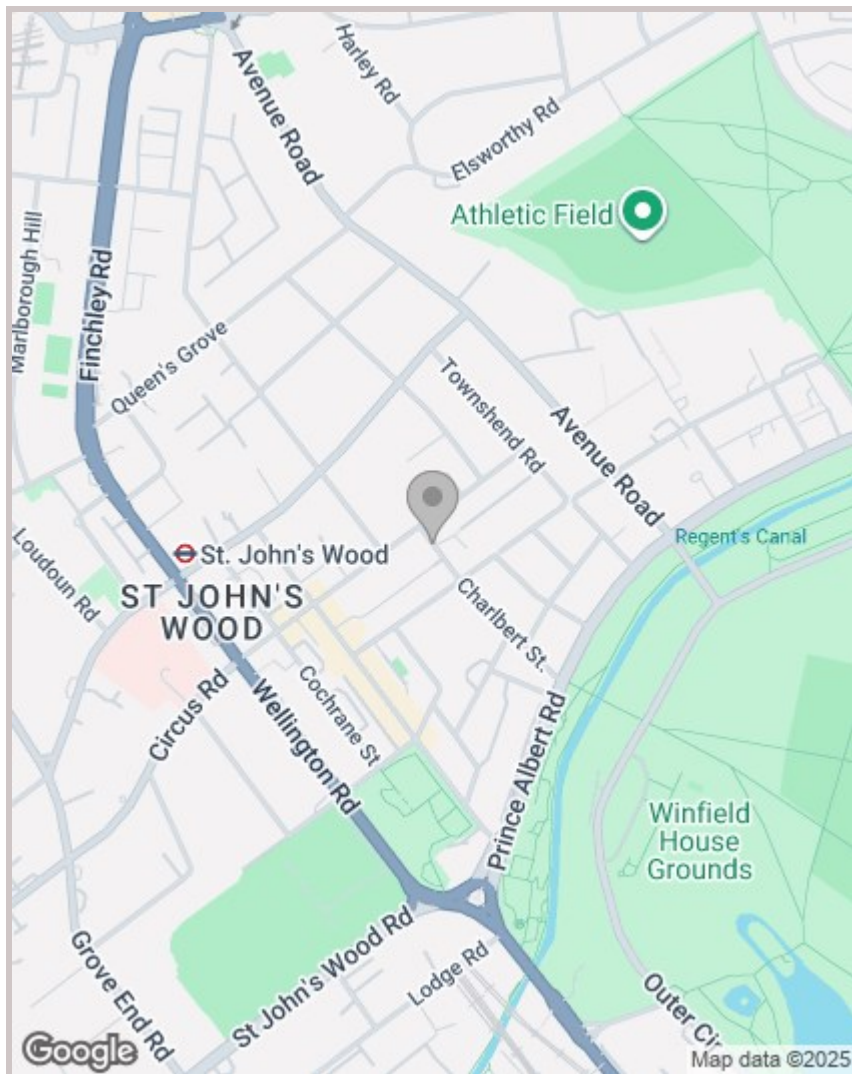 Harley Rd
Avenue Road
Elsworthy Rd
Athletic Field
Marlborough Hill
Finchley Rd
Queen's Grove
Townshend Rd
Avenue Road
Regent's Canal
St. John's Wood
Loudoun Rd
ST JOHN'S
WOOD
Charlbert St.
Circus Rd
Cochrane St
Wellington Rd
Prince Albert Rd
Winfield
House
Grounds
Grove End Rd
St John's Wood Rd
Lodge Rd
Outer Cir
Google
Map data ©2025